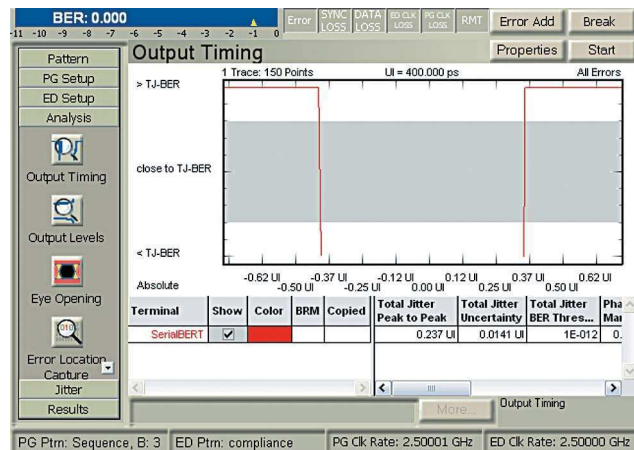 BER: 0.000
-11 -10 -9 -8 -7 -6 -5 -4 -3 -2 -1 0
Error
SYNC LOSS
DATA LOSS
ED CLK LOSS
PG CLK LOSS
RMT
Error Add
Break
Output Timing
Properties
Start
Pattern
PG Setup
ED Setup
Analysis
Output Timing
Output Levels
Eye Opening
Error Location
Capture
Jitter
Results
1 Trace: 150 Points
UI = 400.000 ps
All Errors
> TJ-BER
close to TJ-BER
< TJ-BER
Absolute
-0.62 UI -0.37 UI -0.12 UI 0.12 UI 0.37 UI 0.62 UI
-0.50 UI -0.25 UI 0.00 UI 0.25 UI 0.50 UI
Terminal Show Color BRM Copied Total Jitter Peak to Peak Total Jitter Uncertainty Total Jitter BER Thres... Pha Mar
SerialBERT 0.237 UI 0.0141 UI 1E-012 0.
More...
Output Timing
PG Ptrn: Sequence, B: 3 ED Ptrn: compliance PG Clk Rate: 2.50001 GHz ED Clk Rate: 2.50000 GHz